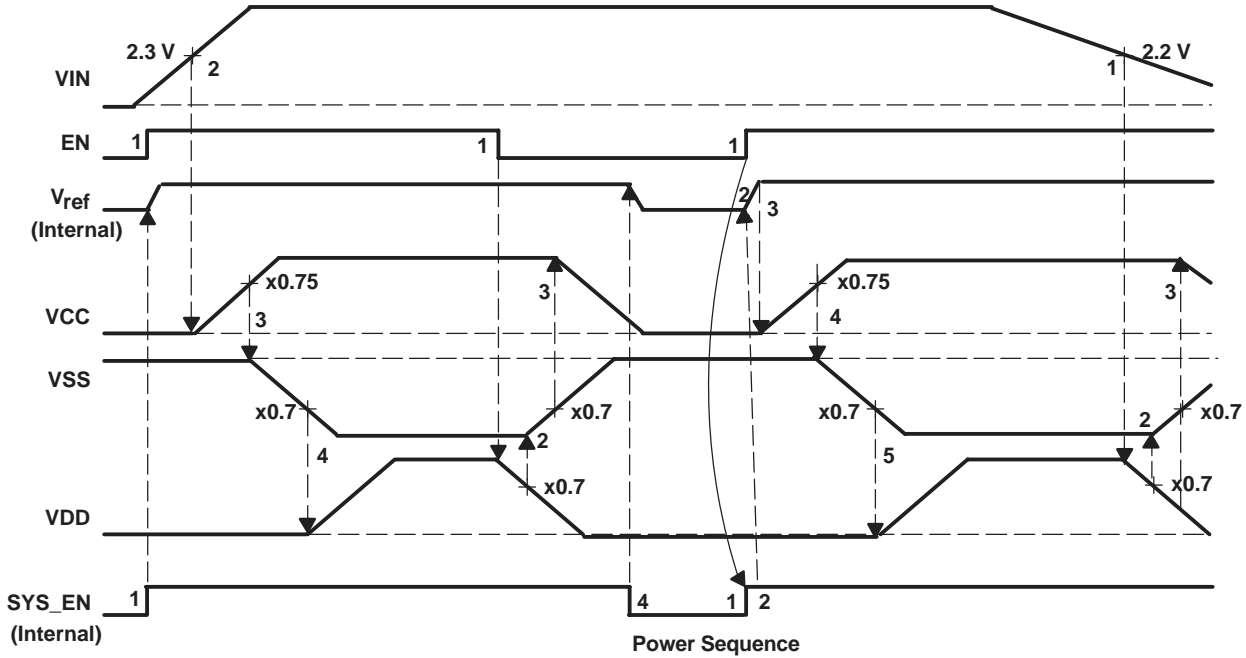 2.3 V
2
1
2.2 V
VIN
EN
1
1
1
Vref
(Internal)
2
3
x0.75
3
x0.75
3
VCC
3
4
VSS
x0.7
x0.7
x0.7
2
x0.7
4
2
5
x0.7
x0.7
VDD
SYS_EN
(Internal)
1
4
1
2
Power Sequence